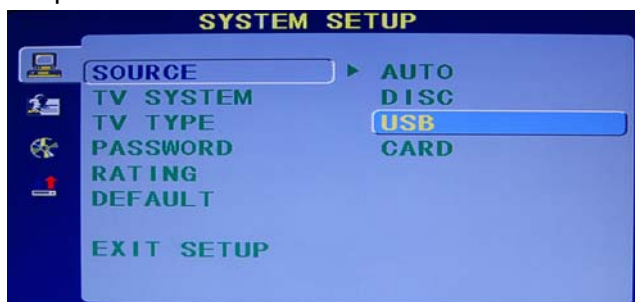 SYSTEM SETUP
SOURCE AUTO
TV SYSTEM DISC
TV TYPE USB
PASSWORD CARD
RATING
DEFAULT
EXIT SETUP